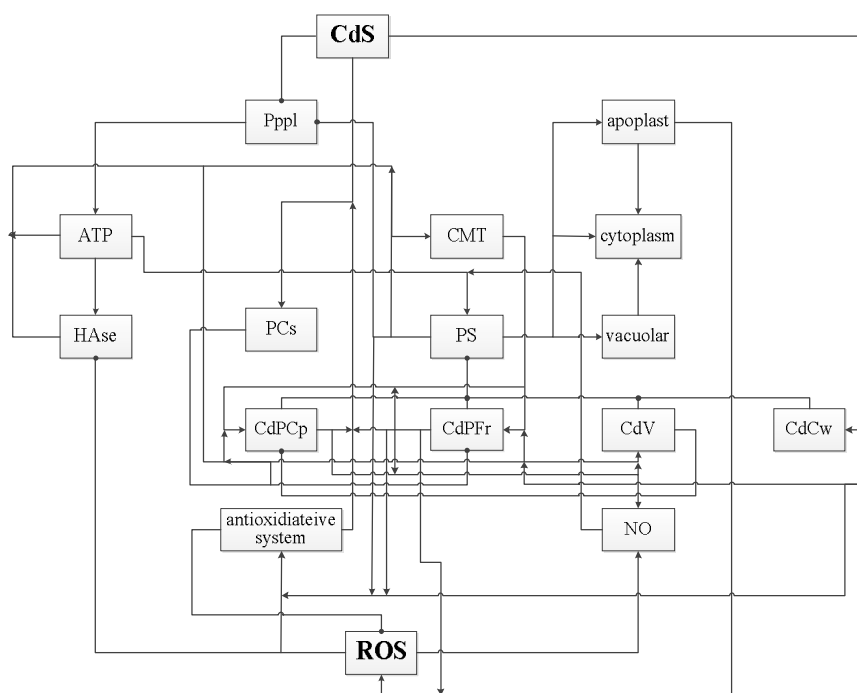 CdS
Pppl
apoplast
ATP
CMT
cytoplasm
HAse
PCs
PS
vacuolar
CdPCp
CdPFr
CdV
CdCw
antioxidiateive
system
NO
ROS